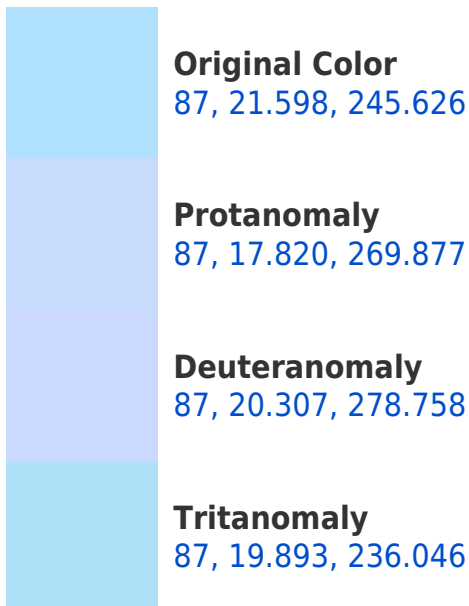 Original Color
87, 21.598, 245.626
Protanomaly
87, 17.820, 269.877
Deuteranomaly
87, 20.307, 278.758
Tritanomaly
87, 19.893, 236.046